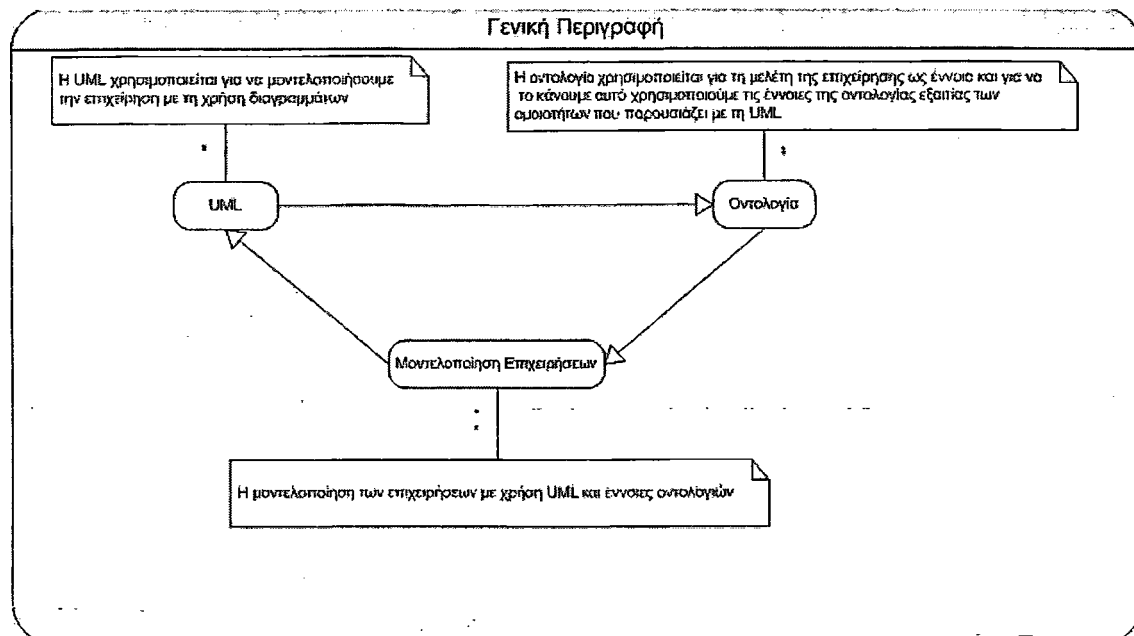 Γενική Περιγραφή
Η UML χρησιμοποιείται για να μοντελοποιήσουμε
την επιχείρηση με τη χρήση διαγραμμάτων
Η οντολογία χρησιμοποιείται για τη μελέτη της επιχείρησης ως έννοια και για να
το κάνουμε αυτό χρησιμοποιούμε τις έννοιες της οντολογίας εξαιτίας των
ομοιοτήτων που παρουσιάζει με τη UML
*
*
UML
Οντολογία
Μοντελοποίηση Επιχειρήσεων
*
*
Η μοντελοποίηση των επιχειρήσεων με χρήση UML και έννοιες οντολογιών